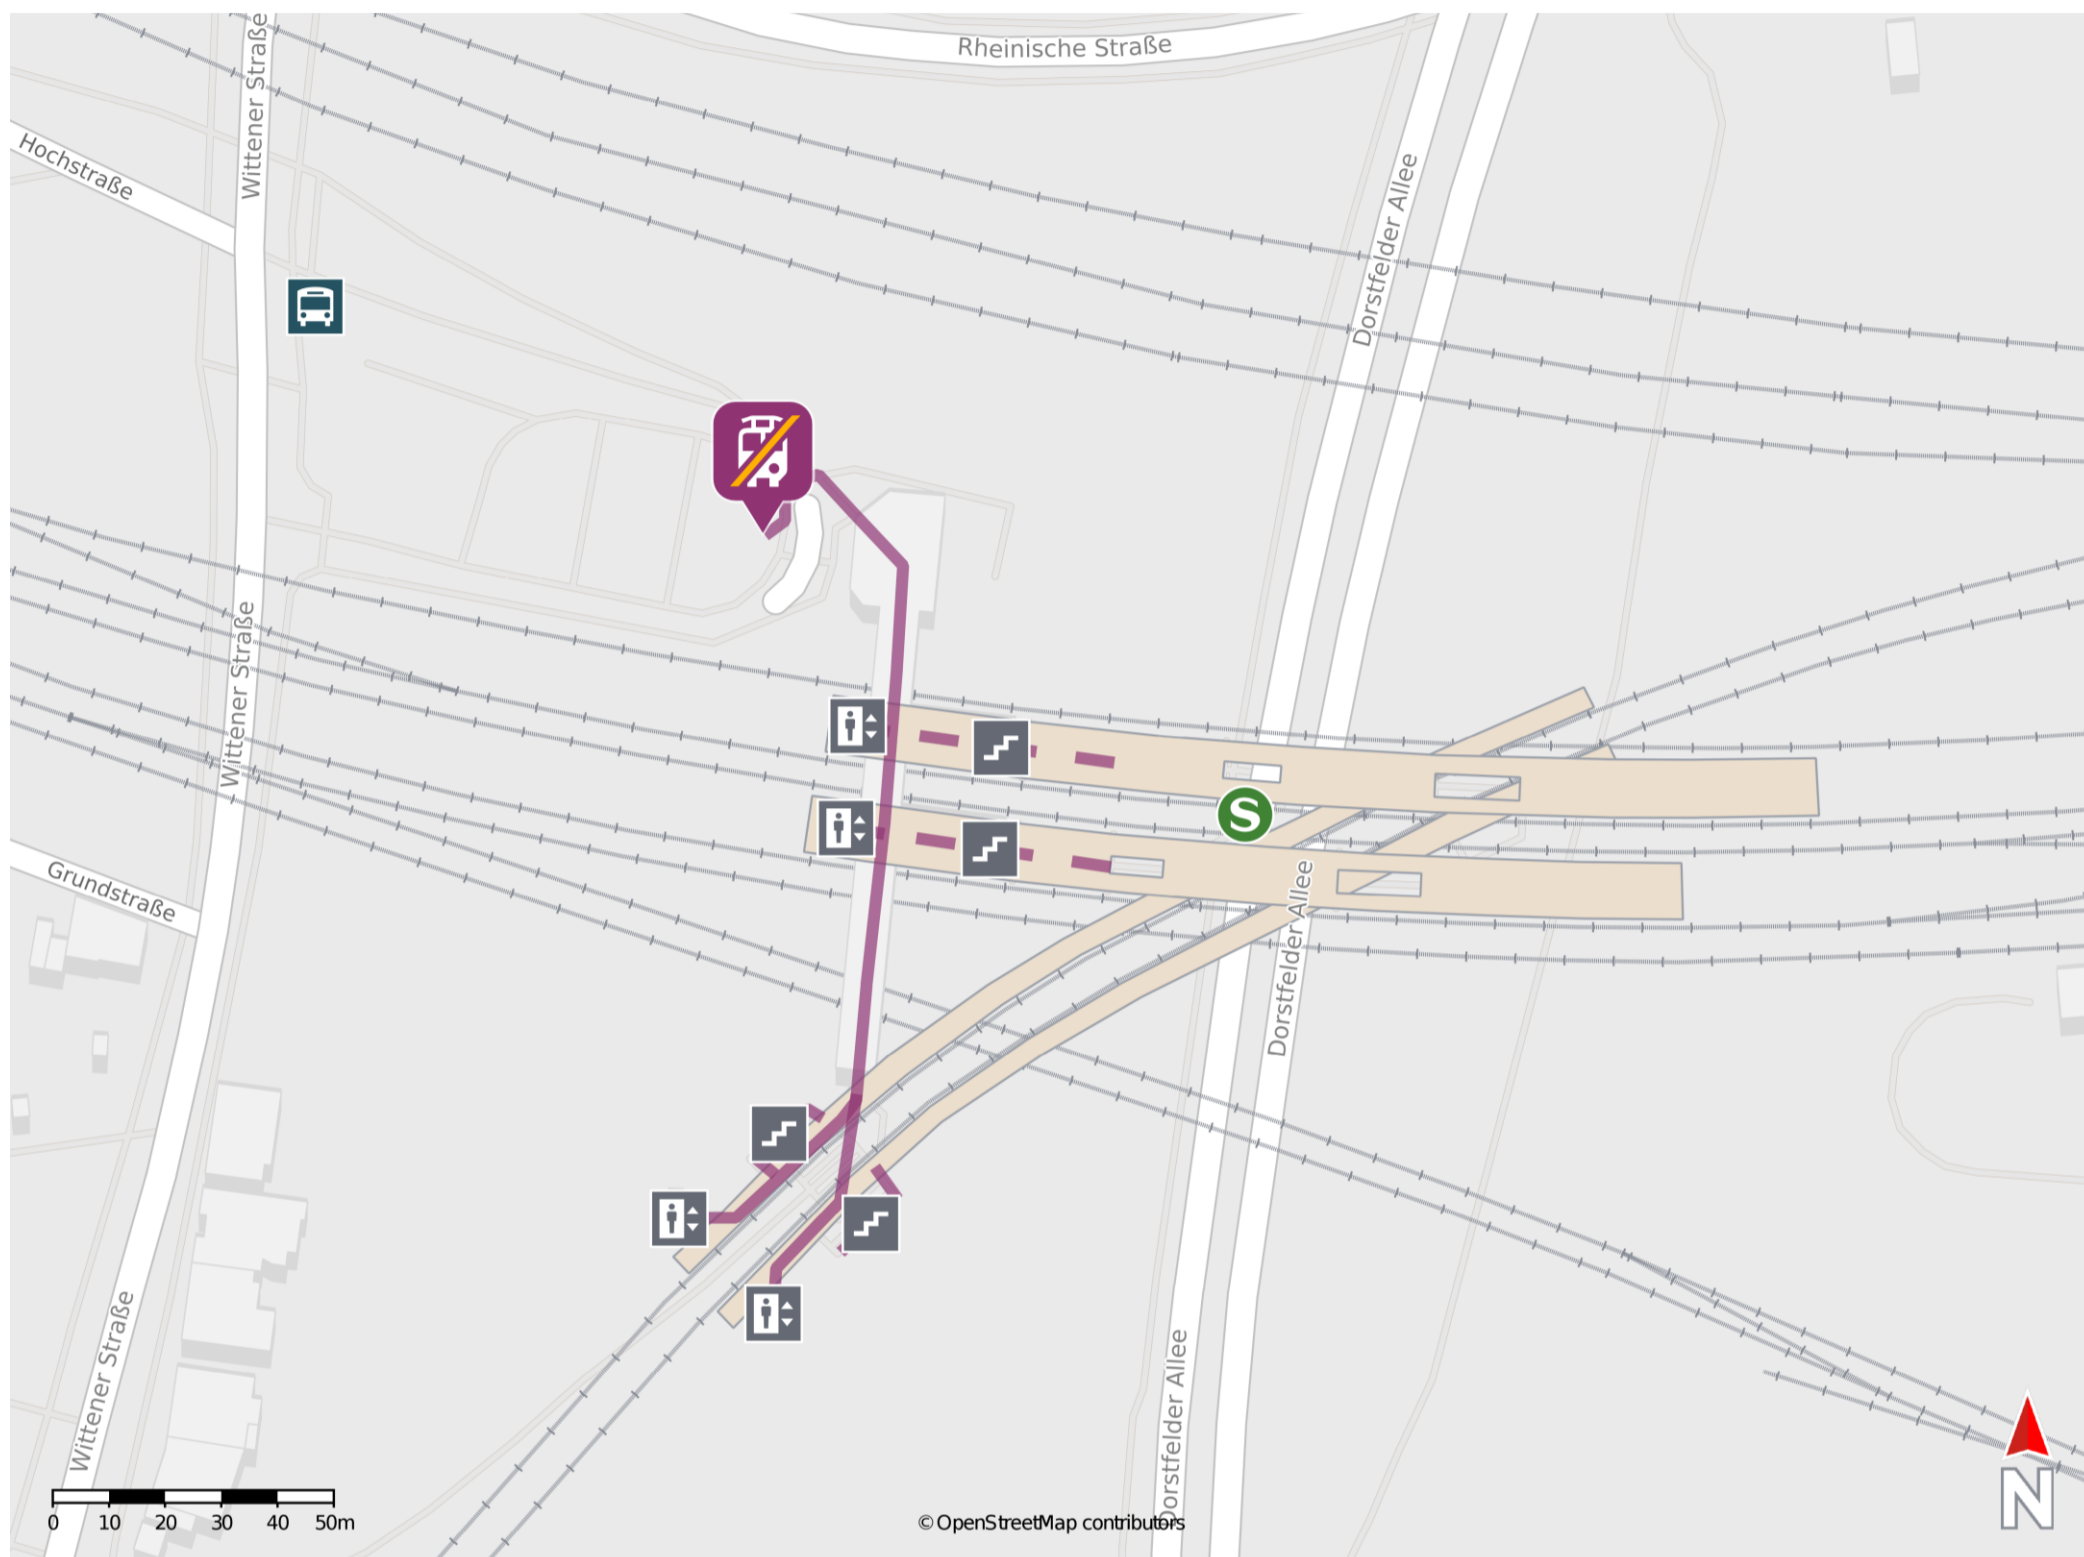 Rheinische Straße
Wittener Straße
Hochstraße
Dorstfelder Allee
Wittener Straße
S
Grundstraße
Dorstfelder Allee
Wittener Straße
Dorstfelder Allee
N
0 10 20 30 40 50m
© OpenStreetMap contributors